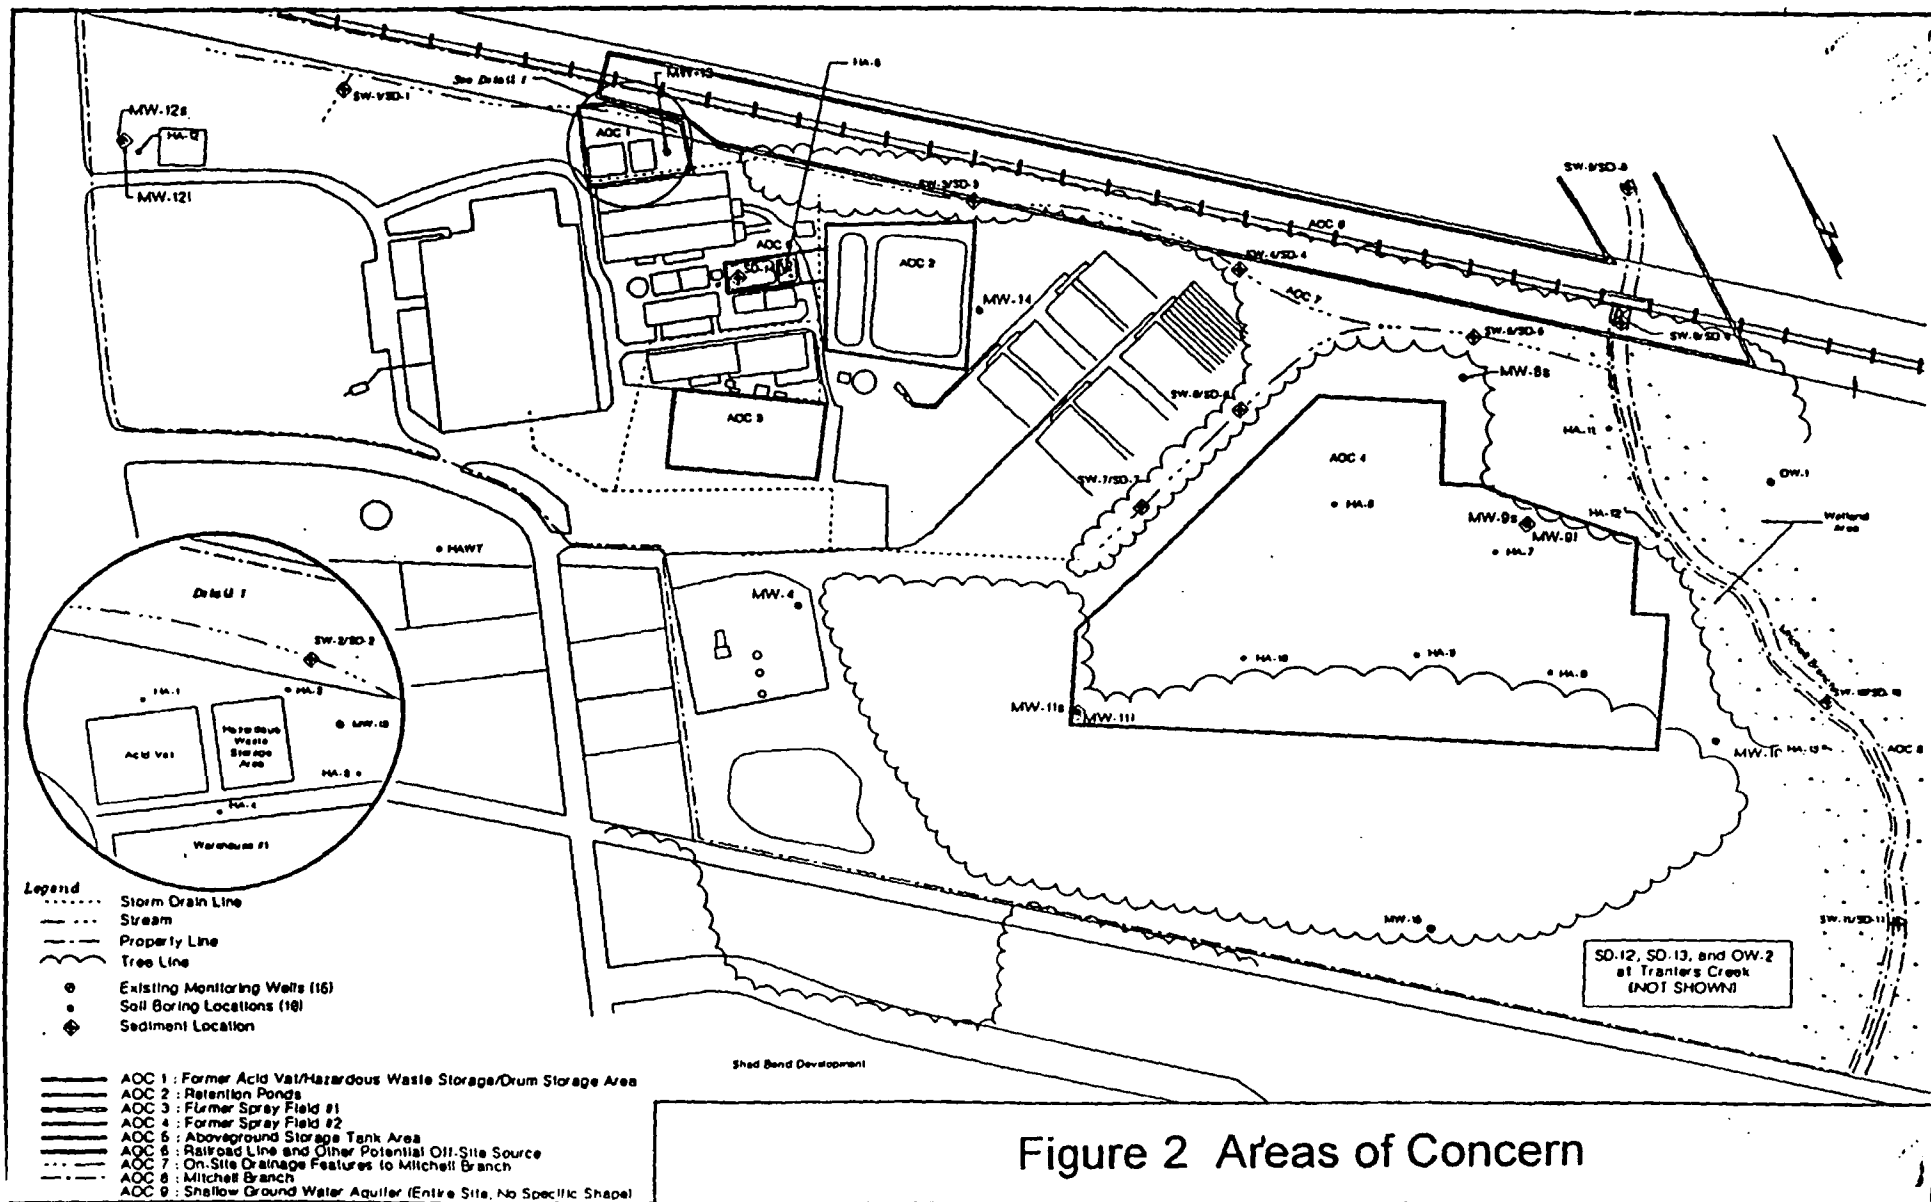 HA-6
MW-13
See Detail 1
SW-1/SD-1
MW-12s
HA-12
AOC 1
MW-12i
SW-3/SD-3
SW-9/SD-9
AOC 6
AOC 2
SW-4/SD-4
AOC 7
MW-14
SW-5/SD-5
MW-8s
SW-6/SD-6
AOC 3
HA-11
AOC 4
OW-1
SW-7/SD-7
HA-8
HA-12
Wetland
Area
MW-9s
MW-9i
HA-7
HAWT
Detail 1
MW-4
SW-2/SD-2
Mitchell Branch
HA-10
HA-9
HA-1
MW-11s
MW-11i
SW-10/SD-10
MW-13
Hazardous
Waste
Storage
Area
Acid Vat
HA-3
AOC 8
HA-4
Warehouse #1
SW-11/SD-11
Legend
Storm Drain Line
Stream
Property Line
Tree Line
Existing Monitoring Wells (15)
Soil Boring Locations (18)
Sediment Location
SD-12, SD-13, and OW-2
at Tranters Creek
(NOT SHOWN)
Shed Bend Development
AOC 1 : Former Acid Vat/Hazardous Waste Storage/Drum Storage Area
AOC 2 : Retention Ponds
AOC 3 : Former Spray Field #1
AOC 4 : Former Spray Field #2
AOC 5 : Aboveground Storage Tank Area
AOC 6 : Railroad Line and Other Potential Off-Site Source
AOC 7 : On-Site Drainage Features to Mitchell Branch
AOC 8 : Mitchell Branch
AOC 9 : Shallow Ground Water Aquifer (Entire Site, No Specific Shape)
Figure 2 Areas of Concern